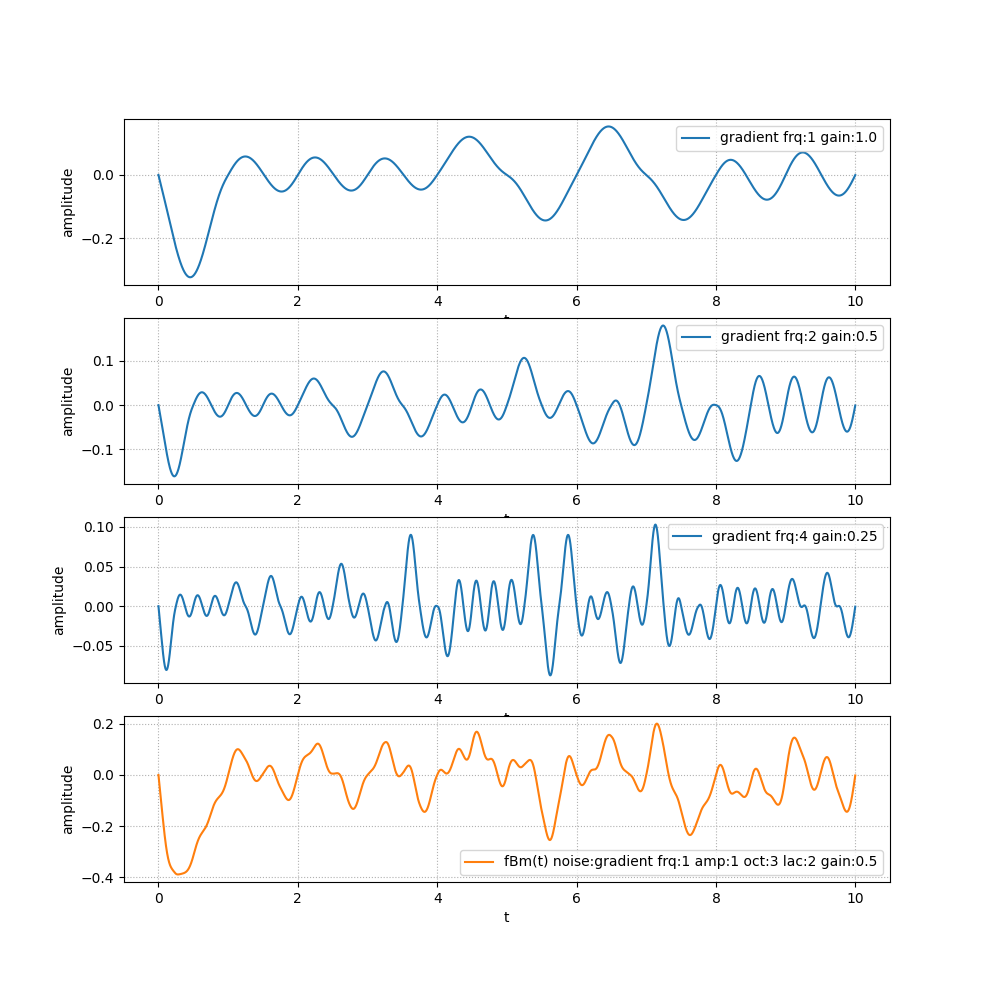 gradient frq:1 gain:1.0
amplitude
0.0
−0.2
0 2 4 6 8 10
gradient frq:2 gain:0.5
amplitude
0.1
0.0
−0.1
0 2 4 6 8 10
gradient frq:4 gain:0.25
amplitude
0.10
0.05
0.00
−0.05
0 2 4 6 8 10
amplitude
0.2
0.0
−0.2
−0.4
fBm(t) noise:gradient frq:1 amp:1 oct:3 lac:2 gain:0.5
0 2 4 6 8 10
t